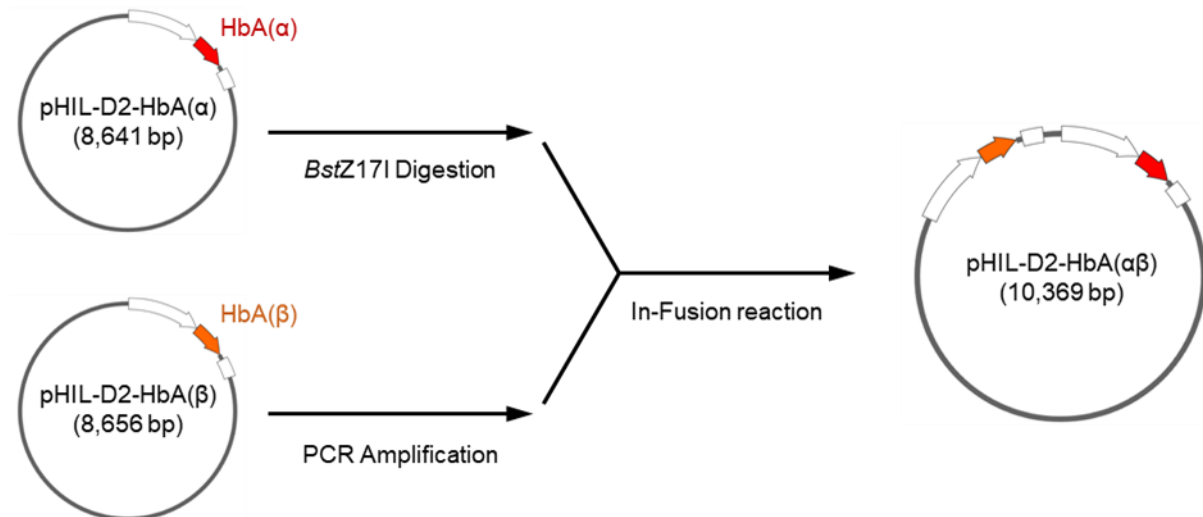 HbA(α)
pHIL-D2-HbA(α)
(8,641 bp)
BstZ17I Digestion
HbA(β)
pHIL-D2-HbA(β)
(8,656 bp)
PCR Amplification
In-Fusion reaction
pHIL-D2-HbA(αβ)
(10,369 bp)